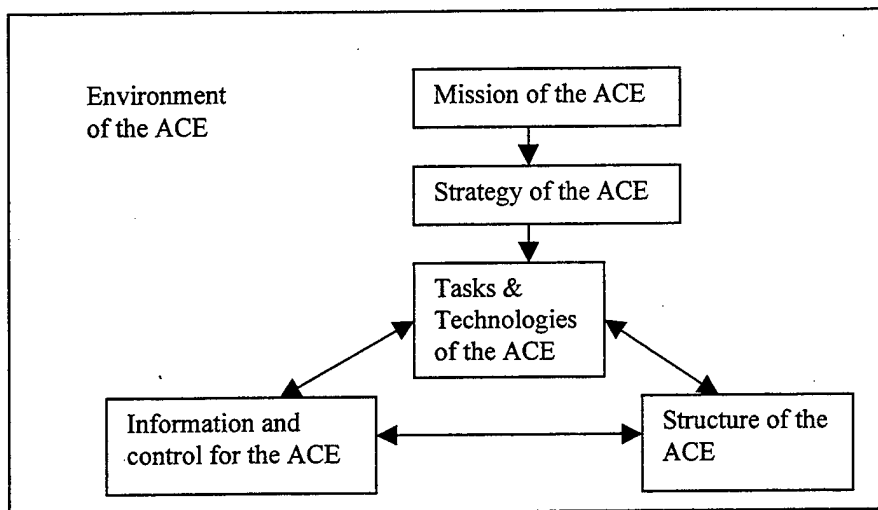 Environment
of the ACE
Mission of the ACE
Strategy of the ACE
Tasks &
Technologies
of the ACE
Information and
control for the ACE
Structure of the
ACE